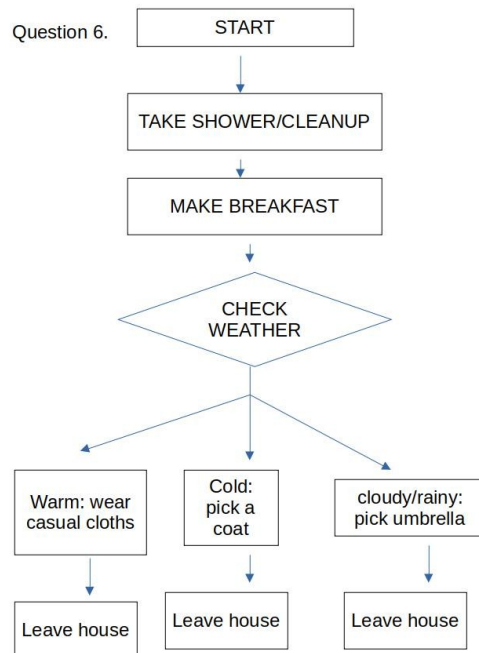 Question 6.
START
TAKE SHOWER/CLEANUP
MAKE BREAKFAST
CHECK
WEATHER
Warm: wear
casual cloths
Cold:
pick a
coat
cloudy/rainy:
pick umbrella
Leave house
Leave house
Leave house